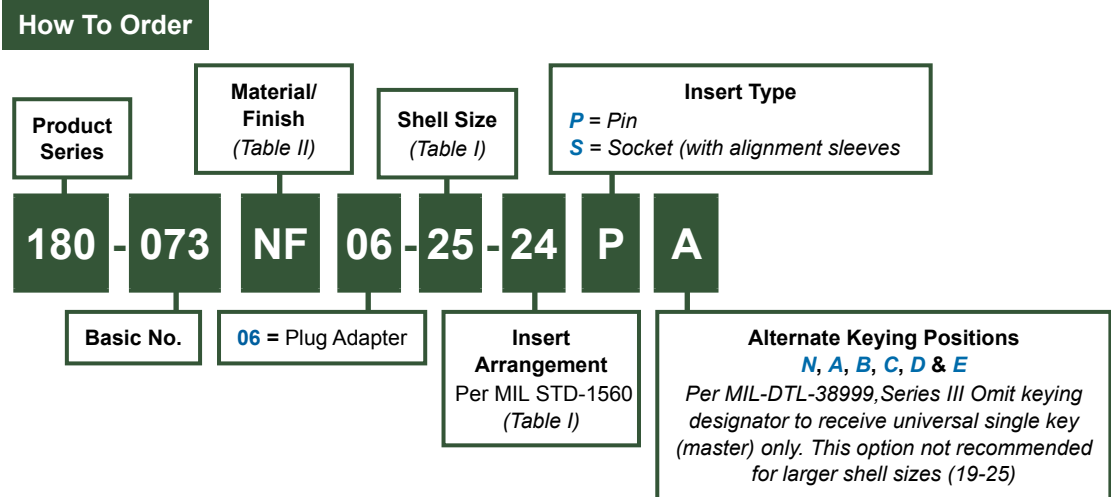 How To Order
Product
Series
Material/
Finish
(Table II)
Shell Size
(Table I)
Insert Type
P = Pin
S = Socket (with alignment sleeves
180 - 073 NF 06 - 25 - 24 P A
Basic No.
06 = Plug Adapter
Insert
Arrangement
Per MIL STD-1560
(Table I)
Alternate Keying Positions
N, A, B, C, D & E
Per MIL-DTL-38999,Series III Omit keying
designator to receive universal single key
(master) only. This option not recommended
for larger shell sizes (19-25)